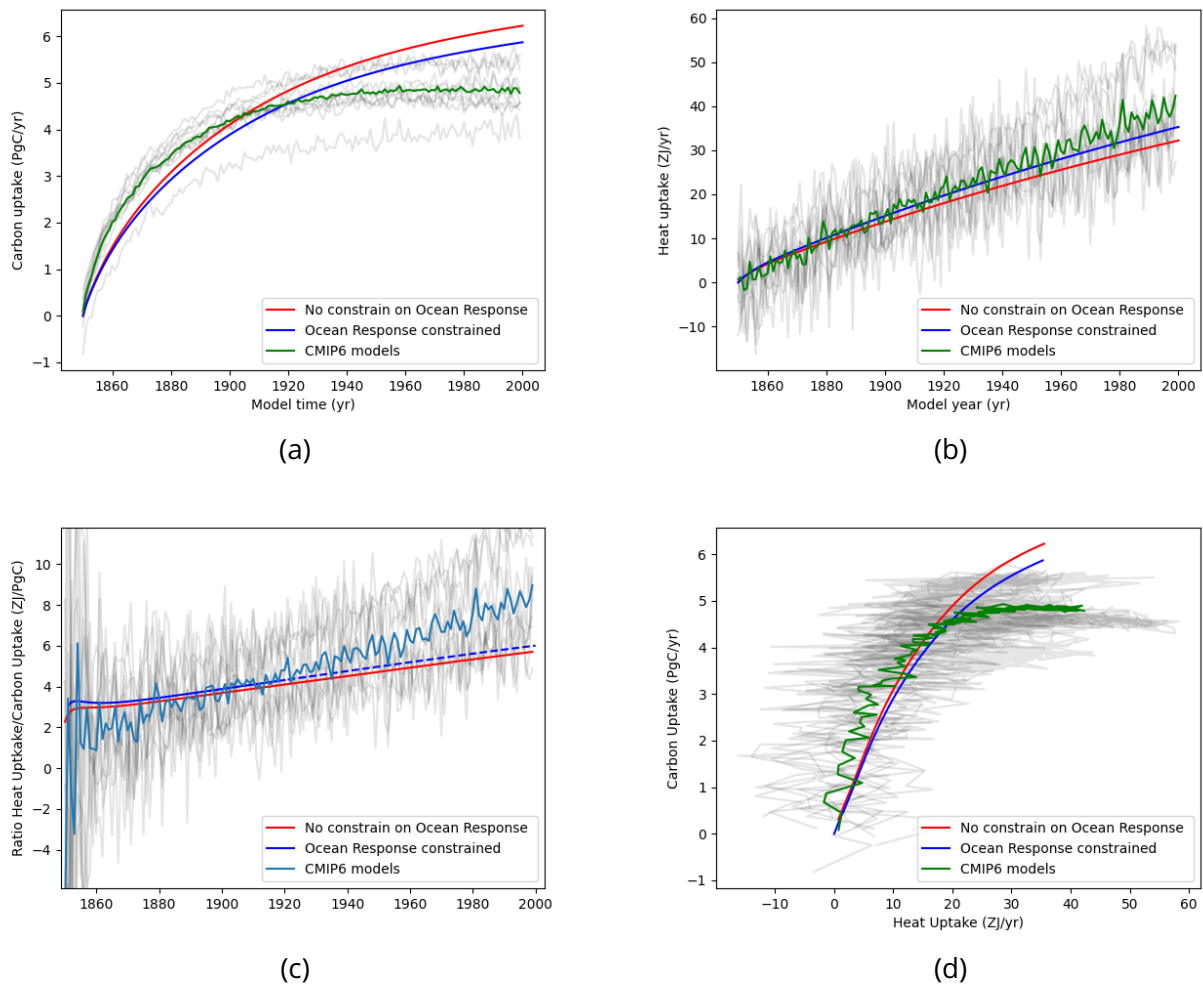 Carbon uptake (PgC/yr)
6
5
4
3
2
1
0
−1
1860 1880 1900 1920 1940 1960 1980 2000
Model time (yr)
No constrain on Ocean Response
Ocean Response constrained
CMIP6 models
(a)
Heat uptake (ZJ/yr)
60
50
40
30
20
10
0
−10
1860 1880 1900 1920 1940 1960 1980 2000
Model year (yr)
No constrain on Ocean Response
Ocean Response constrained
CMIP6 models
(b)
Ratio Heat Uptkake/Carbon Uptake (ZJ/PgC)
10
8
6
4
2
0
−2
−4
1860 1880 1900 1920 1940 1960 1980 2000
No constrain on Ocean Response
Ocean Response constrained
CMIP6 models
(c)
Carbon Uptake (PgC/yr)
6
5
4
3
2
1
0
−1
−10 0 10 20 30 40 50 60
Heat Uptake (ZJ/yr)
No constrain on Ocean Response
Ocean Response constrained
CMIP6 models
(d)